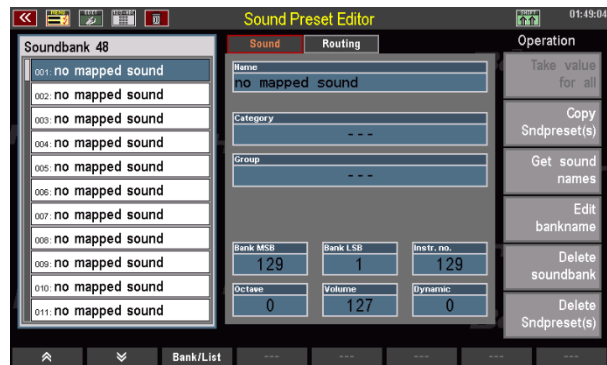 Sound Preset Editor
SHIFT
01:49:04
Soundbank 48
001: no mapped sound
002: no mapped sound
003: no mapped sound
004: no mapped sound
005: no mapped sound
006: no mapped sound
007: no mapped sound
008: no mapped sound
009: no mapped sound
010: no mapped sound
011: no mapped sound
Sound
Routing
Name
no mapped sound
Category
---
Group
---
Bank MSB
129
Bank LSB
1
Instr. no.
129
Octave
0
Volume
127
Dynamic
0
Operation
Take value
for all
Copy
Sndpreset(s)
Get sound
names
Edit
bankname
Delete
soundbank
Delete
Sndpreset(s)
Bank/List
---
---
---
---
---